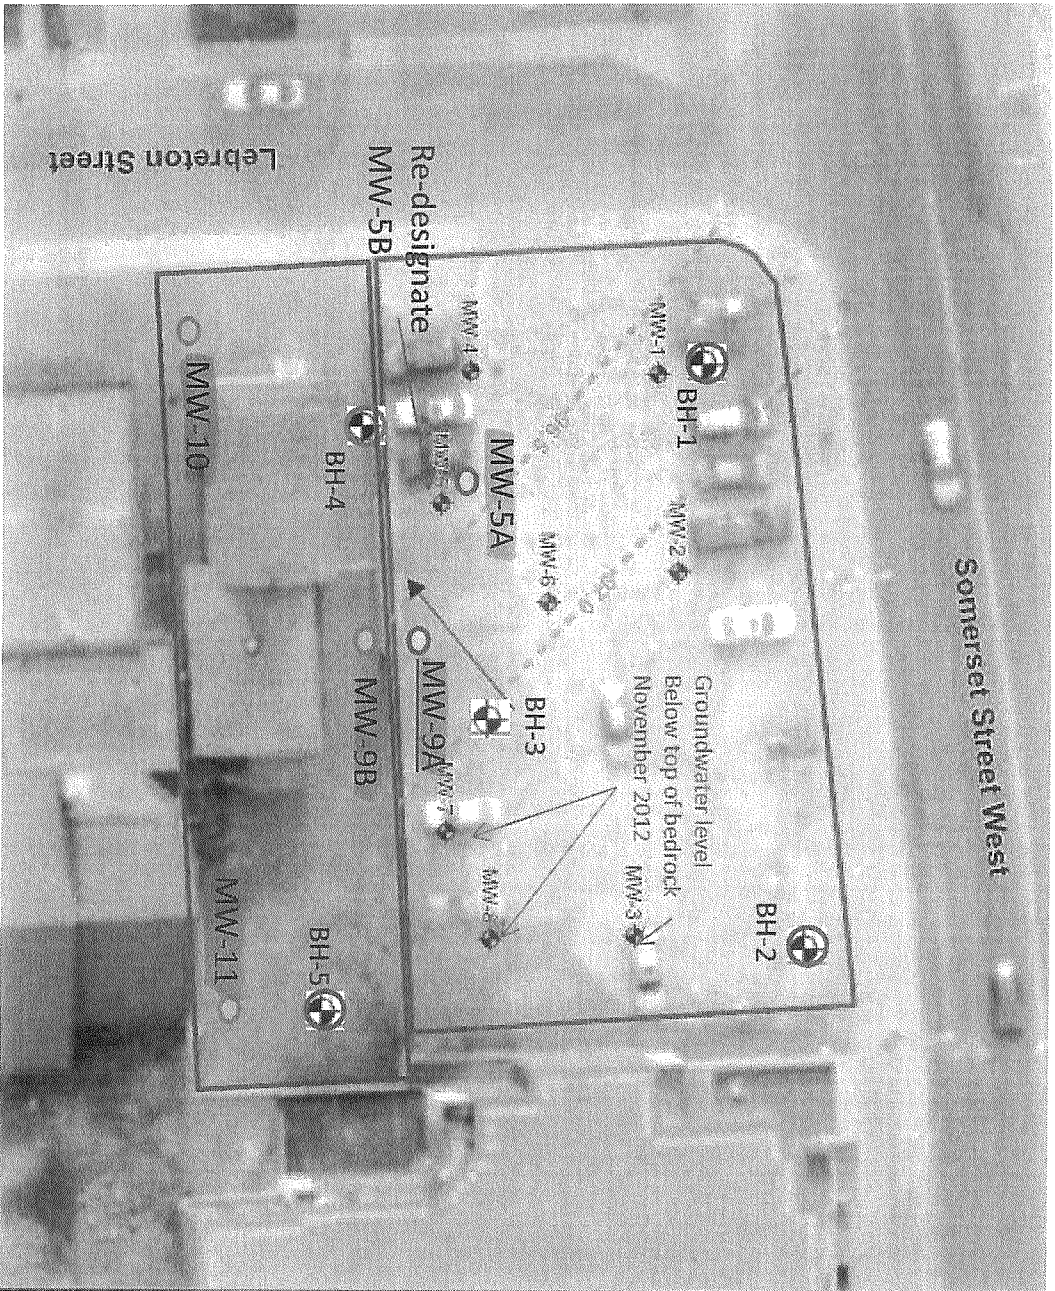 Somerset Street West
Lebreton Street
Re-designate
MW-5B
MW-1
BH-1
MW-4
MW-5A
MW-2
MW-6
MW-10
BH-4
BH-3
MW-9A
MW-9B
Groundwater level
Below top of bedrock
November 2012
MW-7
MW-3
BH-2
BH-5
MW-11